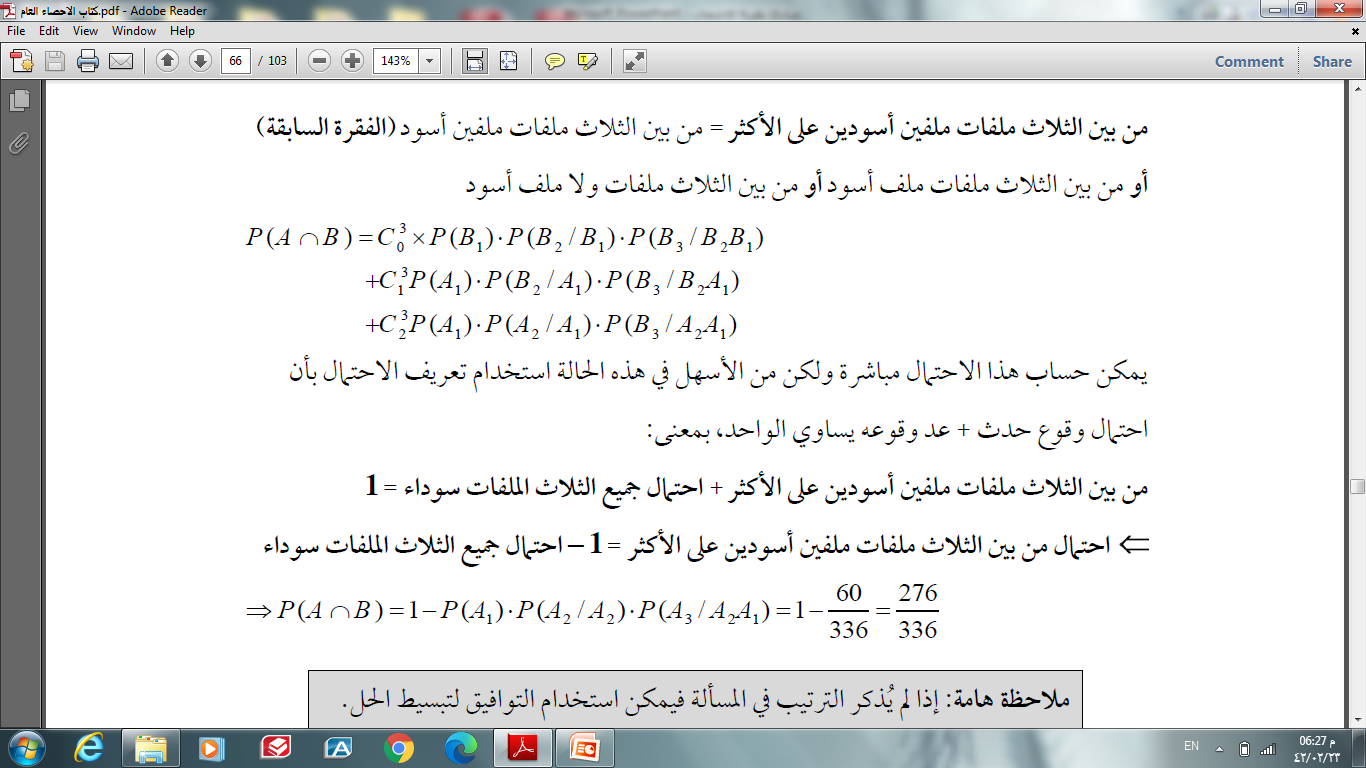 كتاب الاحصاء العام.pdf - Adobe Reader
File Edit View Window Help
66 / 103 143% Comment Share
من بين الثلاث ملفات ملفين أسودين على الأكثر = من بين الثلاث ملفات ملفين أسود (الفقرة السابقة)
أو من بين الثلاث ملفات ملف أسود أو من بين الثلاث ملفات ولا ملف أسود
P(A ∩ B) = C₀³ × P(B₁)·P(B₂ / B₁)·P(B₃ / B₂B₁)
+C₁³P(A₁)·P(B₂ / A₁)·P(B₃ / B₂A₁)
+C₂³P(A₁)·P(A₂ / A₁)·P(B₃ / A₂A₁)
يمكن حساب هذا الاحتمال مباشرة ولكن من الأسهل في هذه الحالة استخدام تعريف الاحتمال بأن
احتمال وقوع حدث + عد وقوعه يساوي الواحد، بمعنى:
من بين الثلاث ملفات ملفين أسودين على الأكثر + احتمال جميع الثلاث الملفات سوداء = 1
⇐ احتمال من بين الثلاث ملفات ملفين أسودين على الأكثر = 1 – احتمال جميع الثلاث الملفات سوداء
⇒ P(A ∩ B) = 1 − P(A₁)·P(A₂ / A₂)·P(A₃ / A₂A₁) = 1 − 60/336 = 276/336
ملاحظة هامة: إذا لم يُذكر الترتيب في المسألة فيمكن استخدام التوافيق لتبسيط الحل.
EN 06:27 م
٤٢/٠٢/٢٣